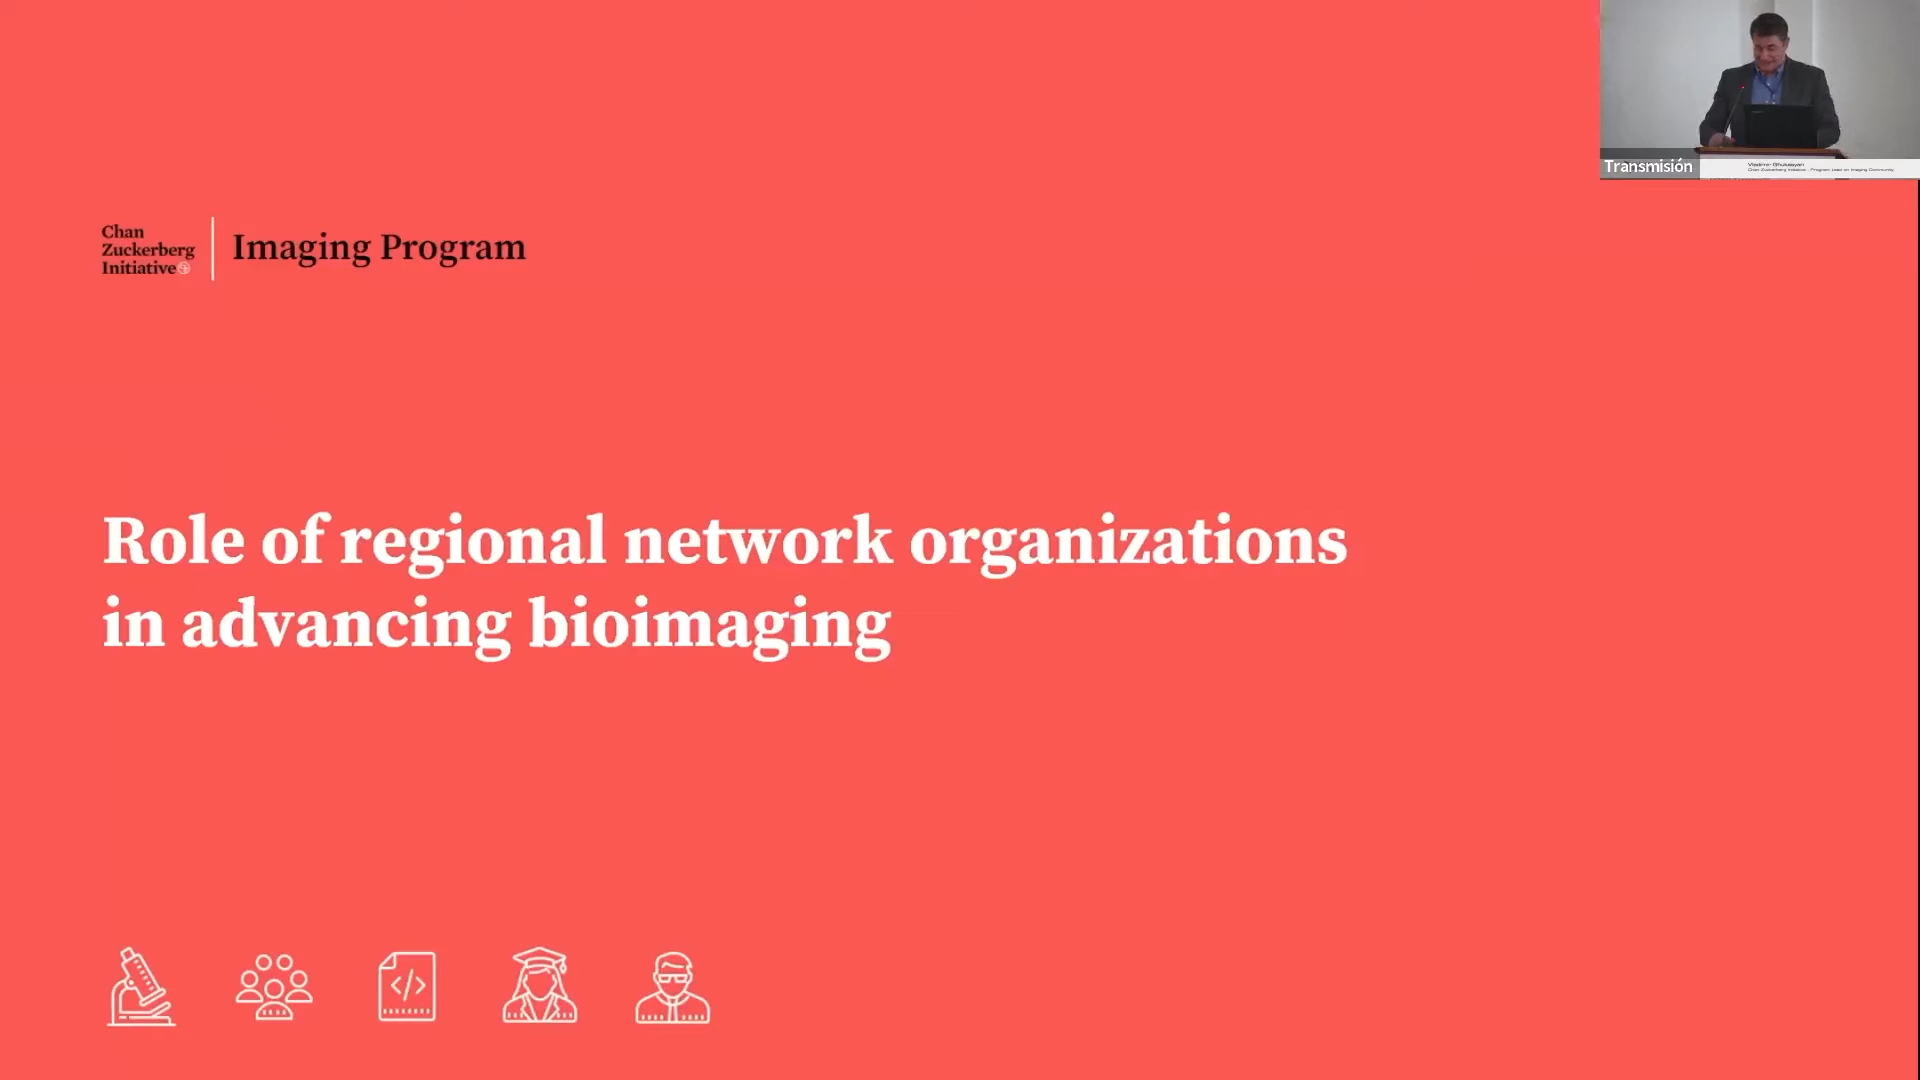 Transmisión
Chan
Zuckerberg
Initiative
Imaging Program
Role of regional network organizations
in advancing bioimaging
</>